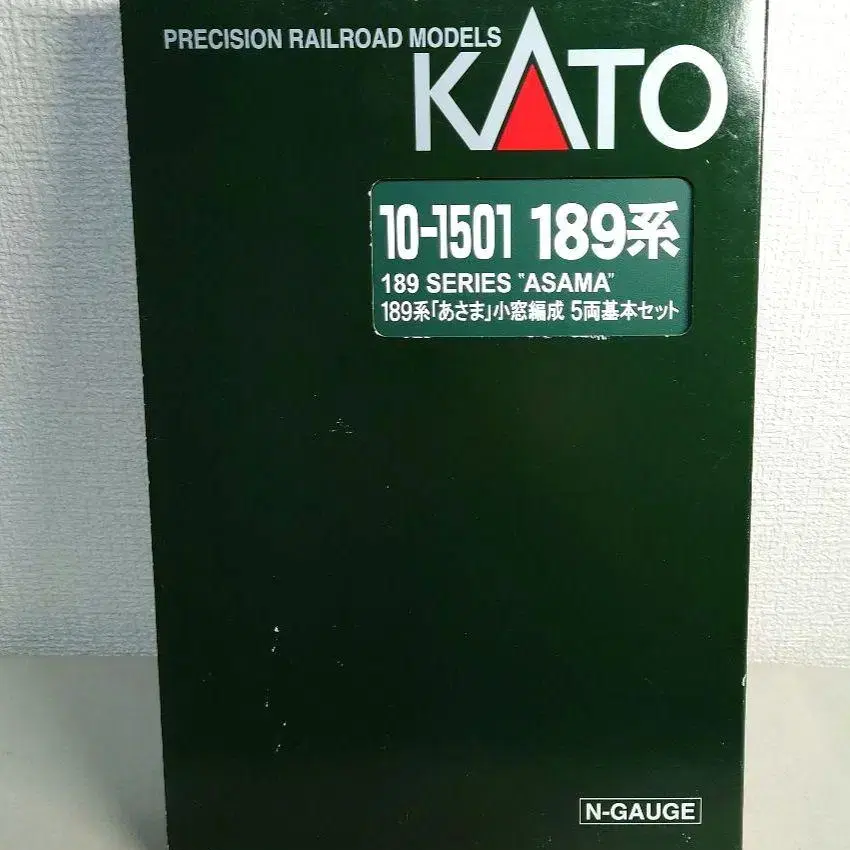 PRECISION RAILROAD MODELS
KATO
10-1501 189系
189 SERIES "ASAMA"
189系「あさま」小窓編成 5両基本セット
N-GAUGE